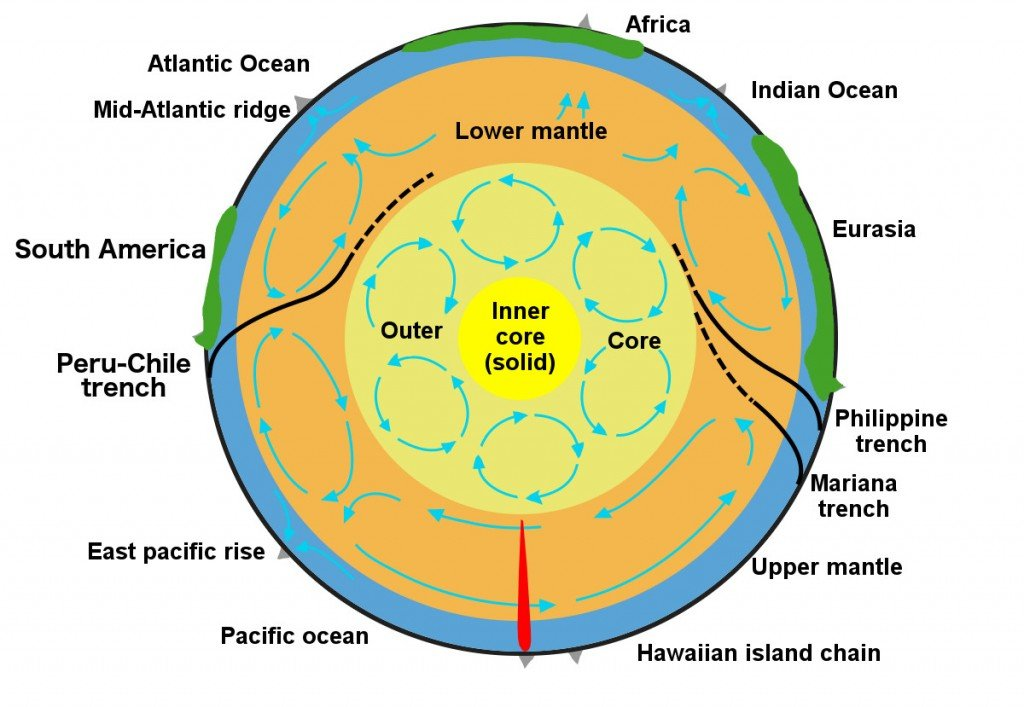 Africa
Atlantic Ocean
Indian Ocean
Mid-Atlantic ridge
Lower mantle
Eurasia
South America
Inner
core
(solid)
Outer
Core
Peru-Chile
trench
Philippine
trench
Mariana
trench
East pacific rise
Upper mantle
Pacific ocean
Hawaiian island chain